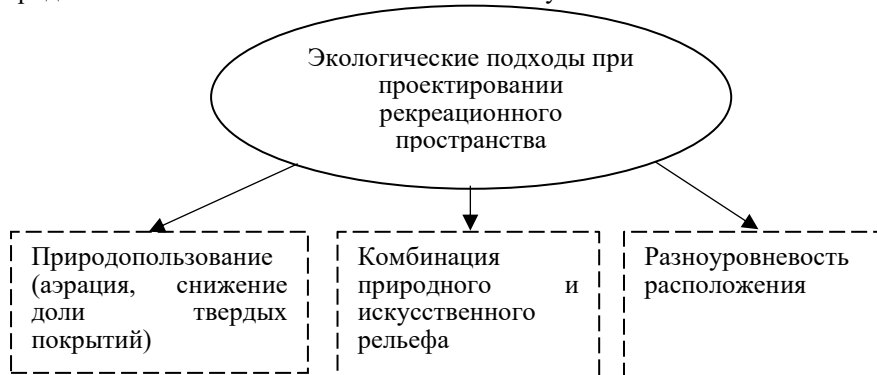 Экологические подходы при
проектировании
рекреационного
пространства
Природопользование
(аэрация, снижение
доли твердых
покрытий)
Комбинация
природного и
искусственного
рельефа
Разноуровневость
расположения